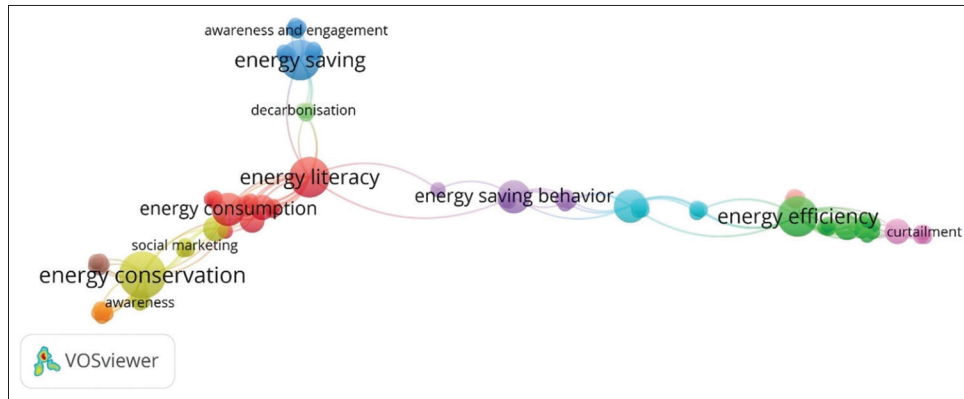 awareness and engagement
energy saving
decarbonisation
energy literacy
energy saving behavior
energy consumption
energy efficiency
curtailment
social marketing
energy conservation
awareness
VOSviewer